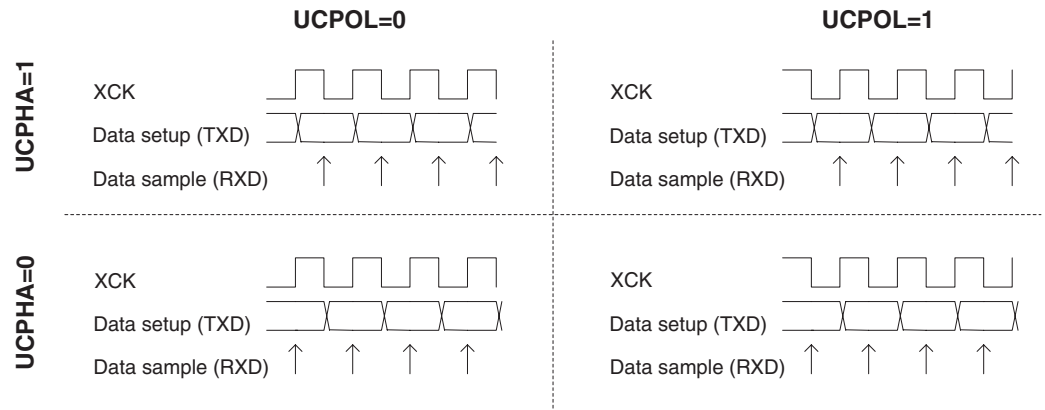 UCPOL=0
UCPOL=1
UCPHA=1
XCK
Data setup (TXD)
Data sample (RXD)
XCK
Data setup (TXD)
Data sample (RXD)
UCPHA=0
XCK
Data setup (TXD)
Data sample (RXD)
XCK
Data setup (TXD)
Data sample (RXD)